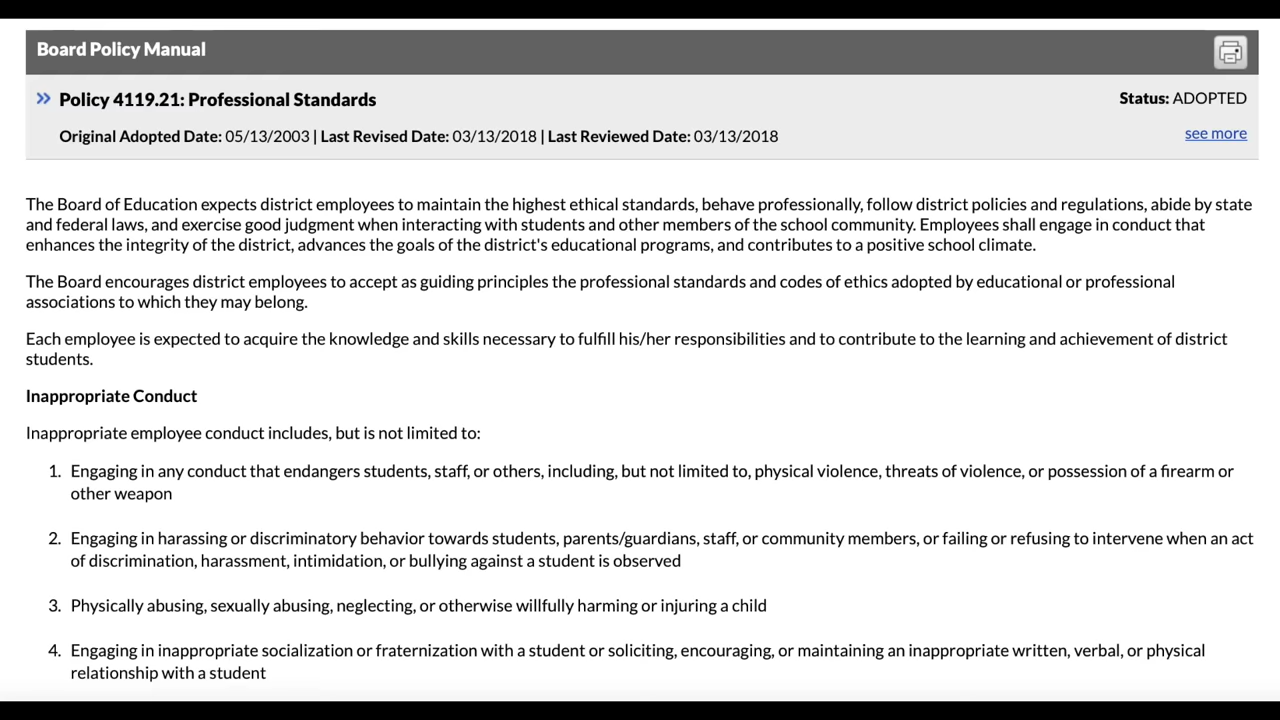 Board Policy Manual
Policy 4119.21: Professional Standards
Status: ADOPTED
Original Adopted Date: 05/13/2003 | Last Revised Date: 03/13/2018 | Last Reviewed Date: 03/13/2018
see more
The Board of Education expects district employees to maintain the highest ethical standards, behave professionally, follow district policies and regulations, abide by state
and federal laws, and exercise good judgment when interacting with students and other members of the school community. Employees shall engage in conduct that
enhances the integrity of the district, advances the goals of the district's educational programs, and contributes to a positive school climate.
The Board encourages district employees to accept as guiding principles the professional standards and codes of ethics adopted by educational or professional
associations to which they may belong.
Each employee is expected to acquire the knowledge and skills necessary to fulfill his/her responsibilities and to contribute to the learning and achievement of district
students.
Inappropriate Conduct
Inappropriate employee conduct includes, but is not limited to:
1. Engaging in any conduct that endangers students, staff, or others, including, but not limited to, physical violence, threats of violence, or possession of a firearm or
other weapon
2. Engaging in harassing or discriminatory behavior towards students, parents/guardians, staff, or community members, or failing or refusing to intervene when an act
of discrimination, harassment, intimidation, or bullying against a student is observed
3. Physically abusing, sexually abusing, neglecting, or otherwise willfully harming or injuring a child
4. Engaging in inappropriate socialization or fraternization with a student or soliciting, encouraging, or maintaining an inappropriate written, verbal, or physical
relationship with a student